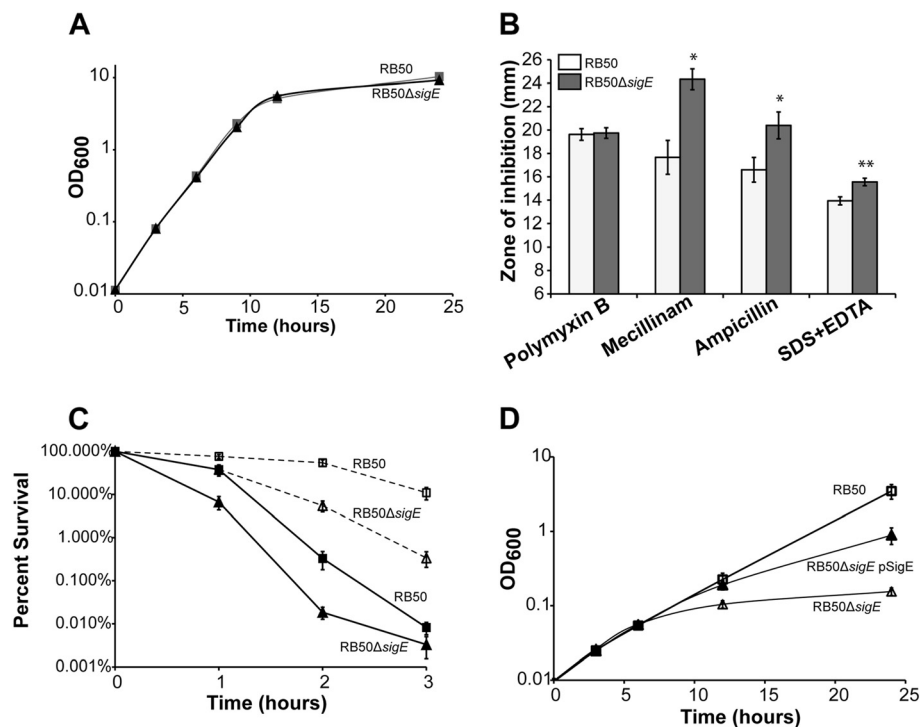 A
OD600
10
1
0.1
0.01
RB50
RB50ΔsigE
0 5 10 15 20 25
Time (hours)
B
Zone of inhibition (mm)
26
24
22
20
18
16
14
12
10
8
6
RB50
RB50ΔsigE
*
*
**
Polymyxin B
Mecillinam
Ampicillin
SDS+EDTA
C
Percent Survival
100.000%
10.000%
1.000%
0.100%
0.010%
0.001%
RB50
RB50ΔsigE
RB50
RB50ΔsigE
0 1 2 3
Time (hours)
D
OD600
10
1
0.1
0.01
RB50
RB50ΔsigE pSigE
RB50ΔsigE
0 5 10 15 20 25
Time (hours)